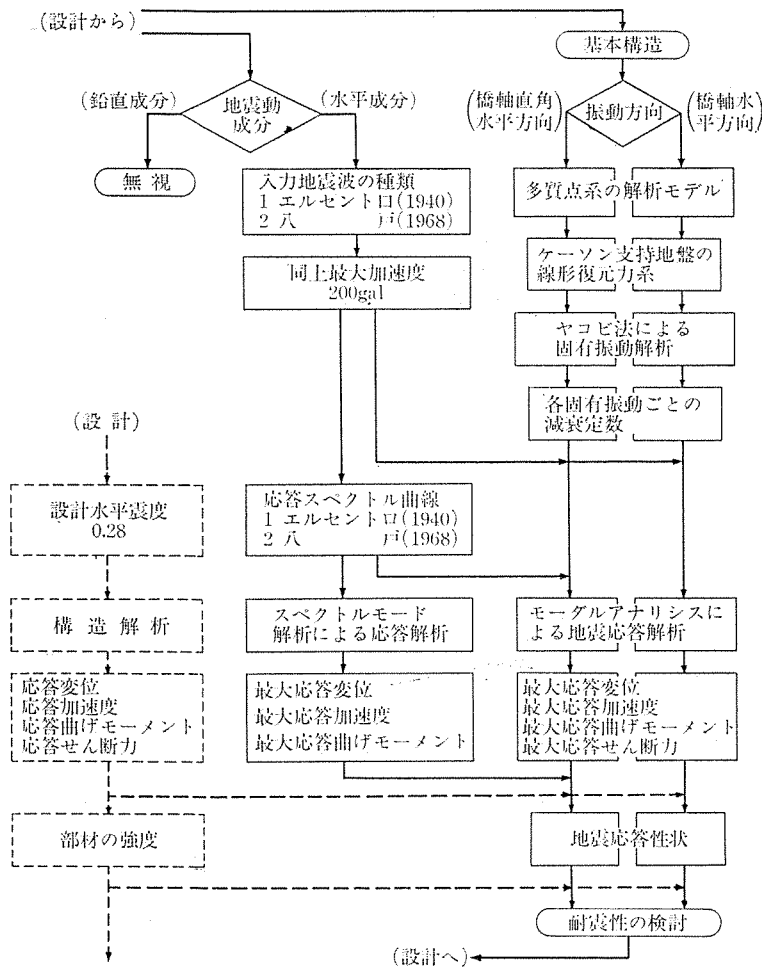 (設計から)
基本構造
(鉛直成分)
地震動
成分
(水平成分)
(橋軸直角
水平方向)
振動方向
(橋軸水
平方向)
無視
入力地震波の種類
1 エルセントロ(1940)
2 八 戸(1968)
多質点系の解析モデル
同上最大加速度
200gal
ケーソン支持地盤の
線形復元力系
ヤコビ法による
固有振動解析
各固有振動ごとの
減衰定数
(設計)
設計水平震度
0.28
応答スペクトル曲線
1 エルセントロ(1940)
2 八 戸(1968)
構造解析
スペクトルモード
解析による応答解析
モーダルアナリシスに
よる地震応答解析
応答変位
応答加速度
応答曲げモーメント
応答せん断力
最大応答変位
最大応答加速度
最大応答曲げモーメント
最大応答変位
最大応答加速度
最大応答曲げモーメント
最大応答せん断力
部材の強度
地震応答性状
耐震性の検討
(設計へ)